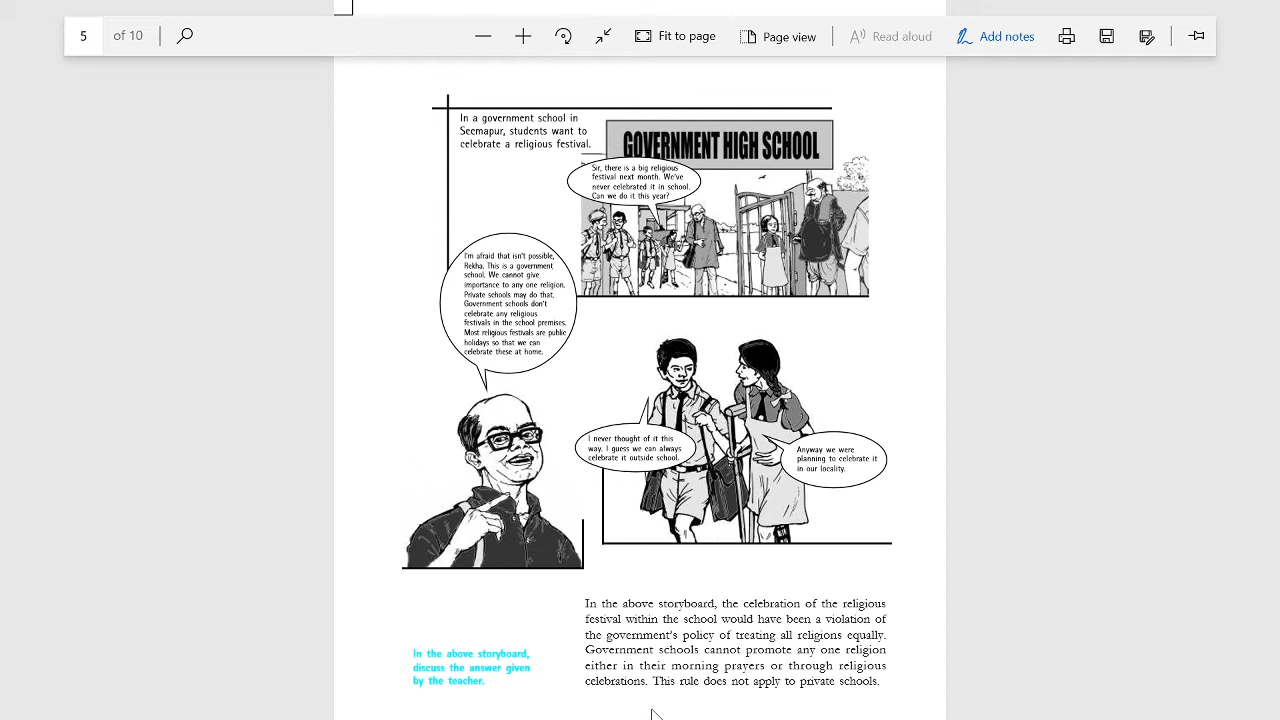 5 of 10
Fit to page
Page view
Read aloud
Add notes
In a government school in
Seemapur, students want to
celebrate a religious festival.
GOVERNMENT HIGH SCHOOL
Sir, there is a big religious
festival next month. We've
never celebrated it in school.
Can we do it this year?
I'm afraid that isn't possible,
Rekha. This is a government
school. We cannot give
importance to any one religion.
Private schools may do that.
Government schools don't
celebrate any religious
festivals in the school premises.
Most religious festivals are public
holidays so that we can
celebrate these at home.
I never thought of it this
way. I guess we can always
celebrate it outside school.
Anyway we were
planning to celebrate it
in our locality.
In the above storyboard,
discuss the answer given
by the teacher.
In the above storyboard, the celebration of the religious
festival within the school would have been a violation of
the government's policy of treating all religions equally.
Government schools cannot promote any one religion
either in their morning prayers or through religious
celebrations. This rule does not apply to private schools.